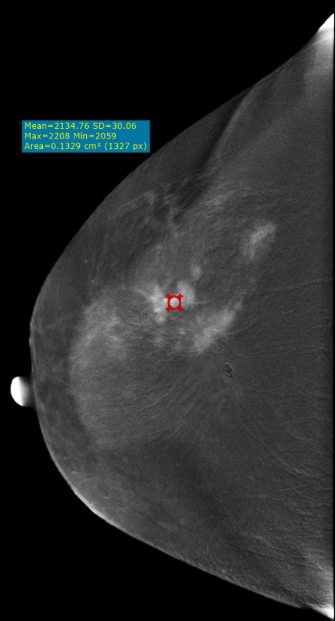 Mean=2134.76 SD=30.06
Max=2208 Min=2059
Area=0.1329 cm² (1327 px)